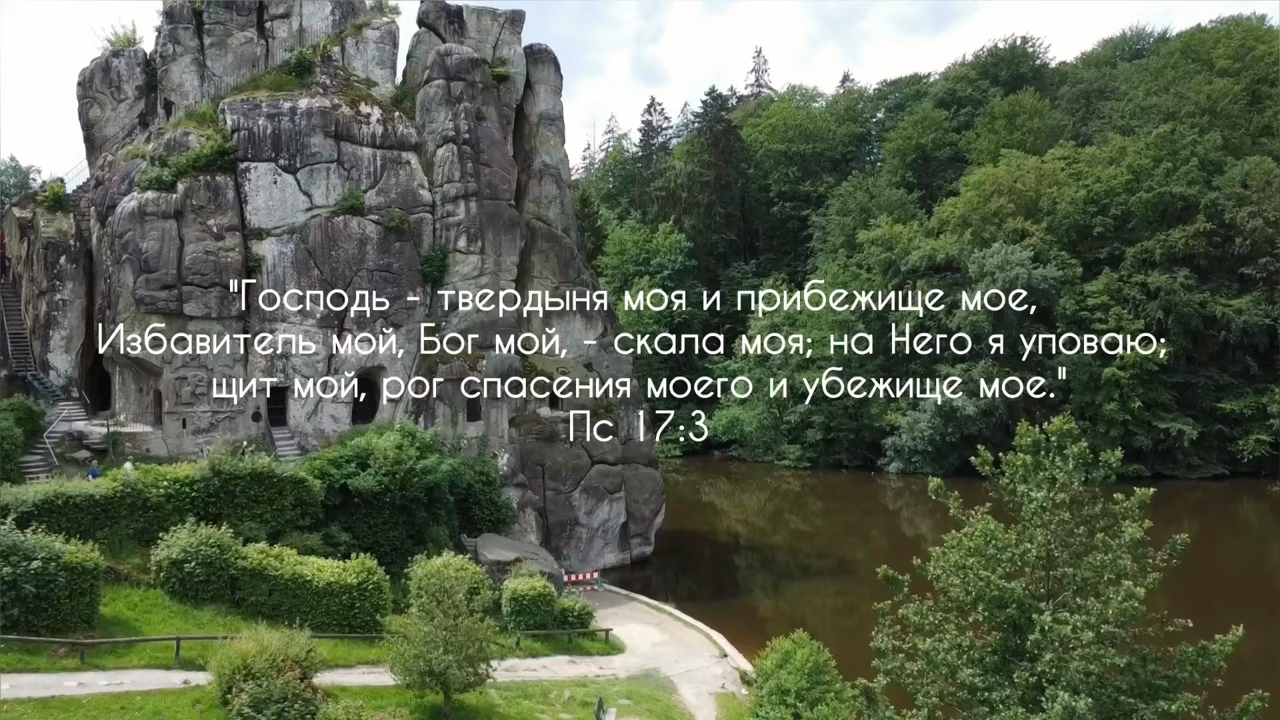 "Господь - твердыня моя и прибежище мое,
Избавитель мой, Бог мой, - скала моя; на Него я уповаю;
щит мой, рог спасения моего и убежище мое."
Пс 17:3